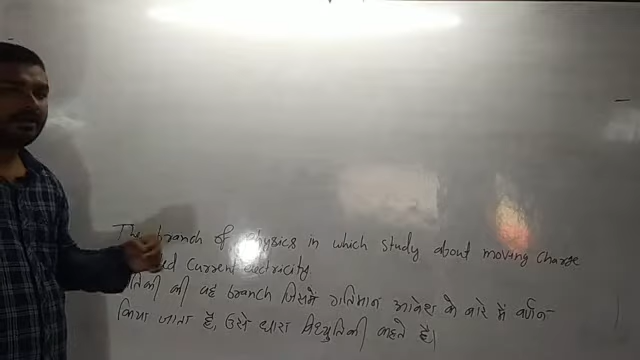 The branch of physics in which study about moving charge
current electricity.
की वह branch जिसमें गतिमान आवेश के बारे में वर्णन
किया जाता है, उसे धारा विध्युतिकी कहते है।